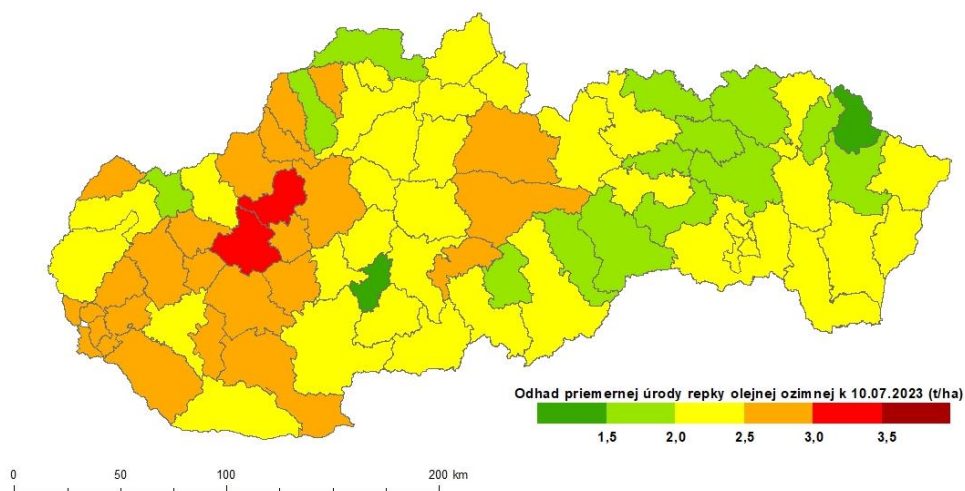 Odhad priemernej úrody repky olejnej ozimnej k 10.07.2023 (t/ha)
1,5 2,0 2,5 3,0 3,5
0 50 100 200 km